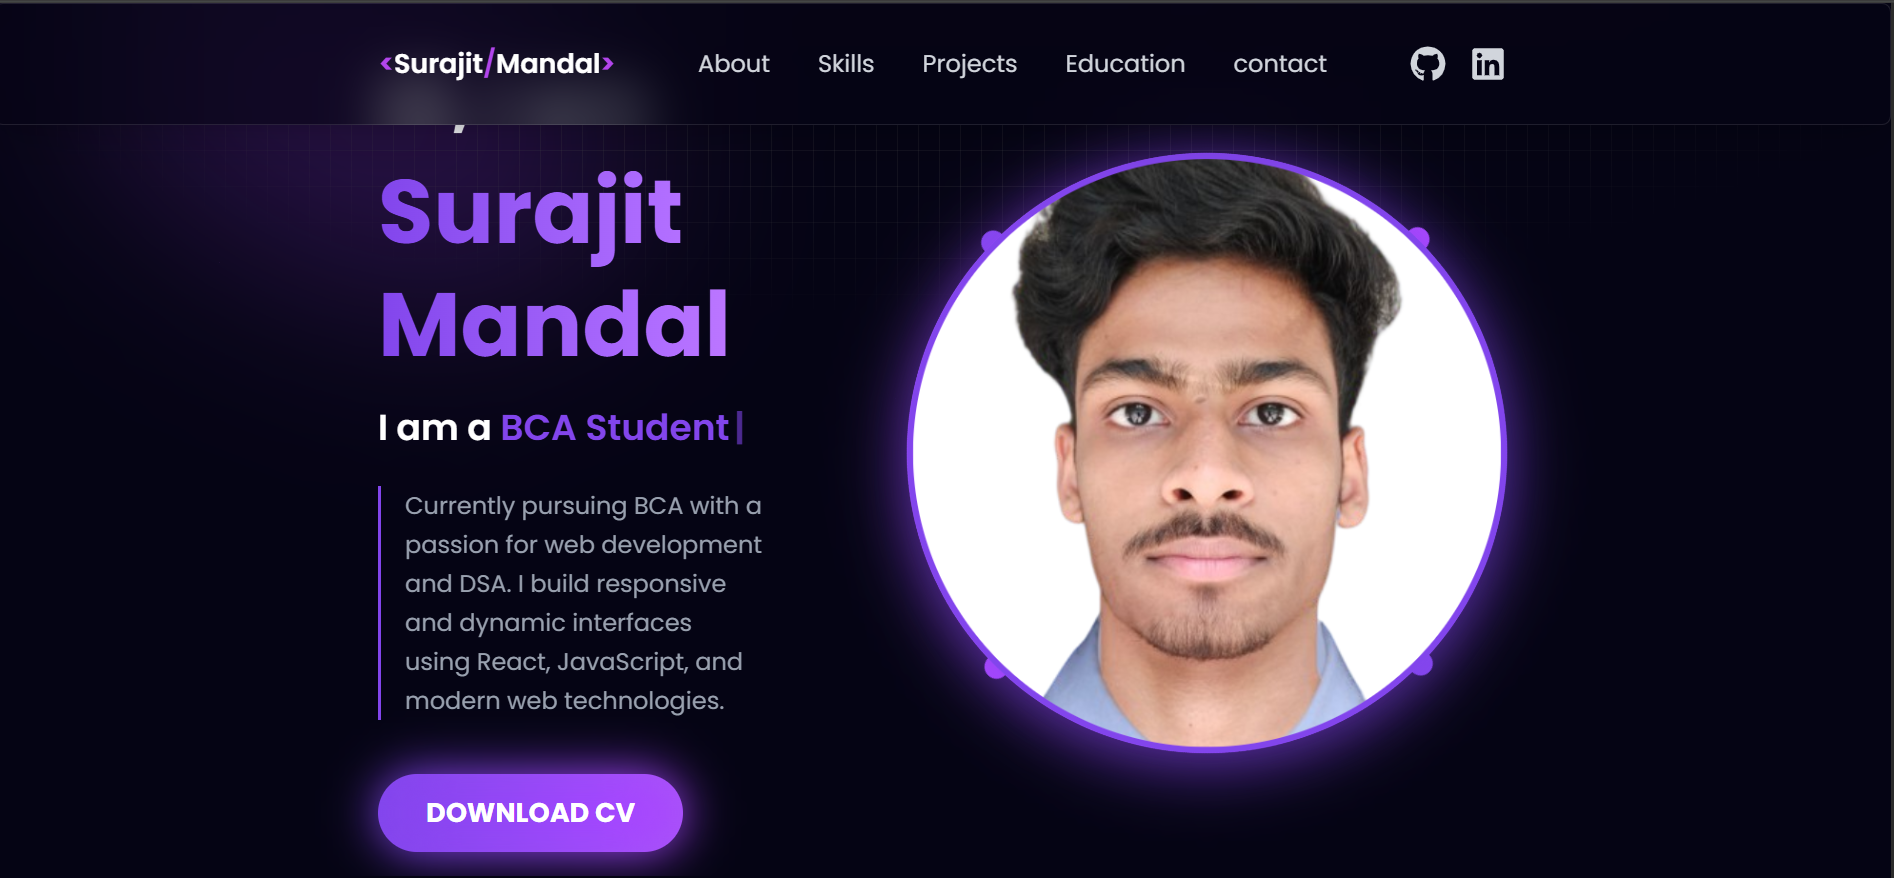 <Surajit/Mandal> About Skills Projects Education contact
Surajit
Mandal
I am a BCA Student|
Currently pursuing BCA with a
passion for web development
and DSA. I build responsive
and dynamic interfaces
using React, JavaScript, and
modern web technologies.
DOWNLOAD CV